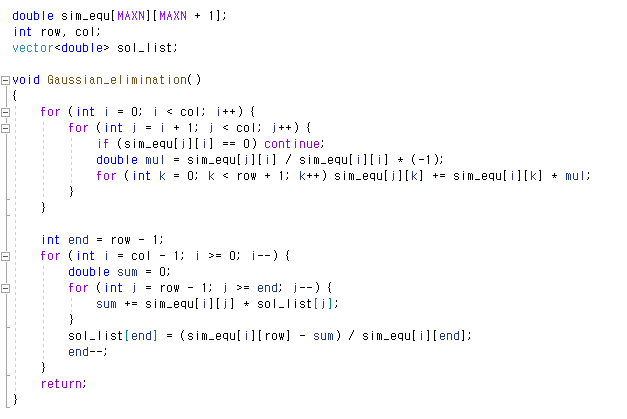 double sim_equ[MAXN][MAXN + 1];
int row, col;
vector<double> sol_list;
void Gaussian_elimination()
{
for (int i = 0; i < col; i++) {
for (int j = i + 1; j < col; j++) {
if (sim_equ[j][i] == 0) continue;
double mul = sim_equ[j][i] / sim_equ[i][i] * (-1);
for (int k = 0; k < row + 1; k++) sim_equ[j][k] += sim_equ[i][k] * mul;
}
}
int end = row - 1;
for (int i = col - 1; i >= 0; i--) {
double sum = 0;
for (int j = row - 1; j >= end; j--) {
sum += sim_equ[i][j] * sol_list[j];
}
sol_list[end] = (sim_equ[i][row] - sum) / sim_equ[i][end];
end--;
}
return;
}